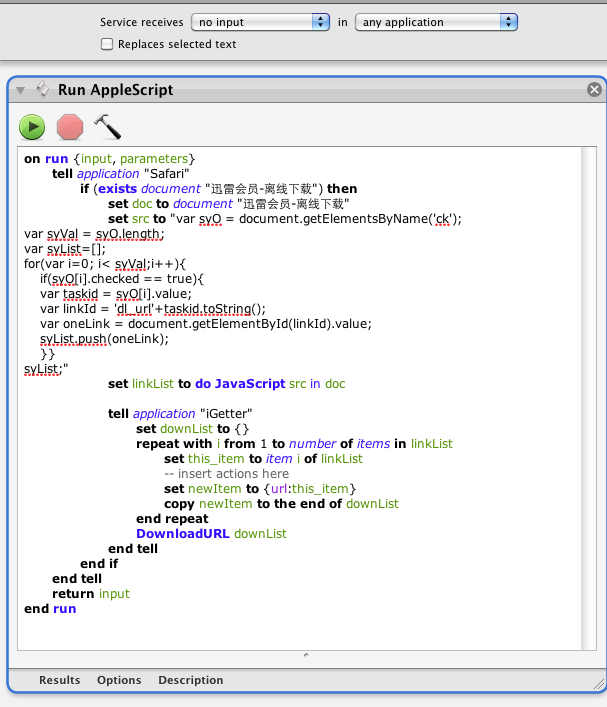 Service receives no input in any application
Replaces selected text
Run AppleScript
on run {input, parameters}
tell application "Safari"
if (exists document "迅雷会员-离线下载") then
set doc to document "迅雷会员-离线下载"
set src to "var syO = document.getElementsByName('ck');
var syVal = syO.length;
var syList=[];
for(var i=0; i< syVal;i++){
if(syO[i].checked == true){
var taskid = syO[i].value;
var linkId = 'dl_url'+taskid.toString();
var oneLink = document.getElementById(linkId).value;
syList.push(oneLink);
}}
syList;"
set linkList to do JavaScript src in doc
tell application "iGetter"
set downList to {}
repeat with i from 1 to number of items in linkList
set this_item to item i of linkList
-- insert actions here
set newItem to {url:this_item}
copy newItem to the end of downList
end repeat
DownloadURL downList
end tell
end if
end tell
return input
end run
Results Options Description